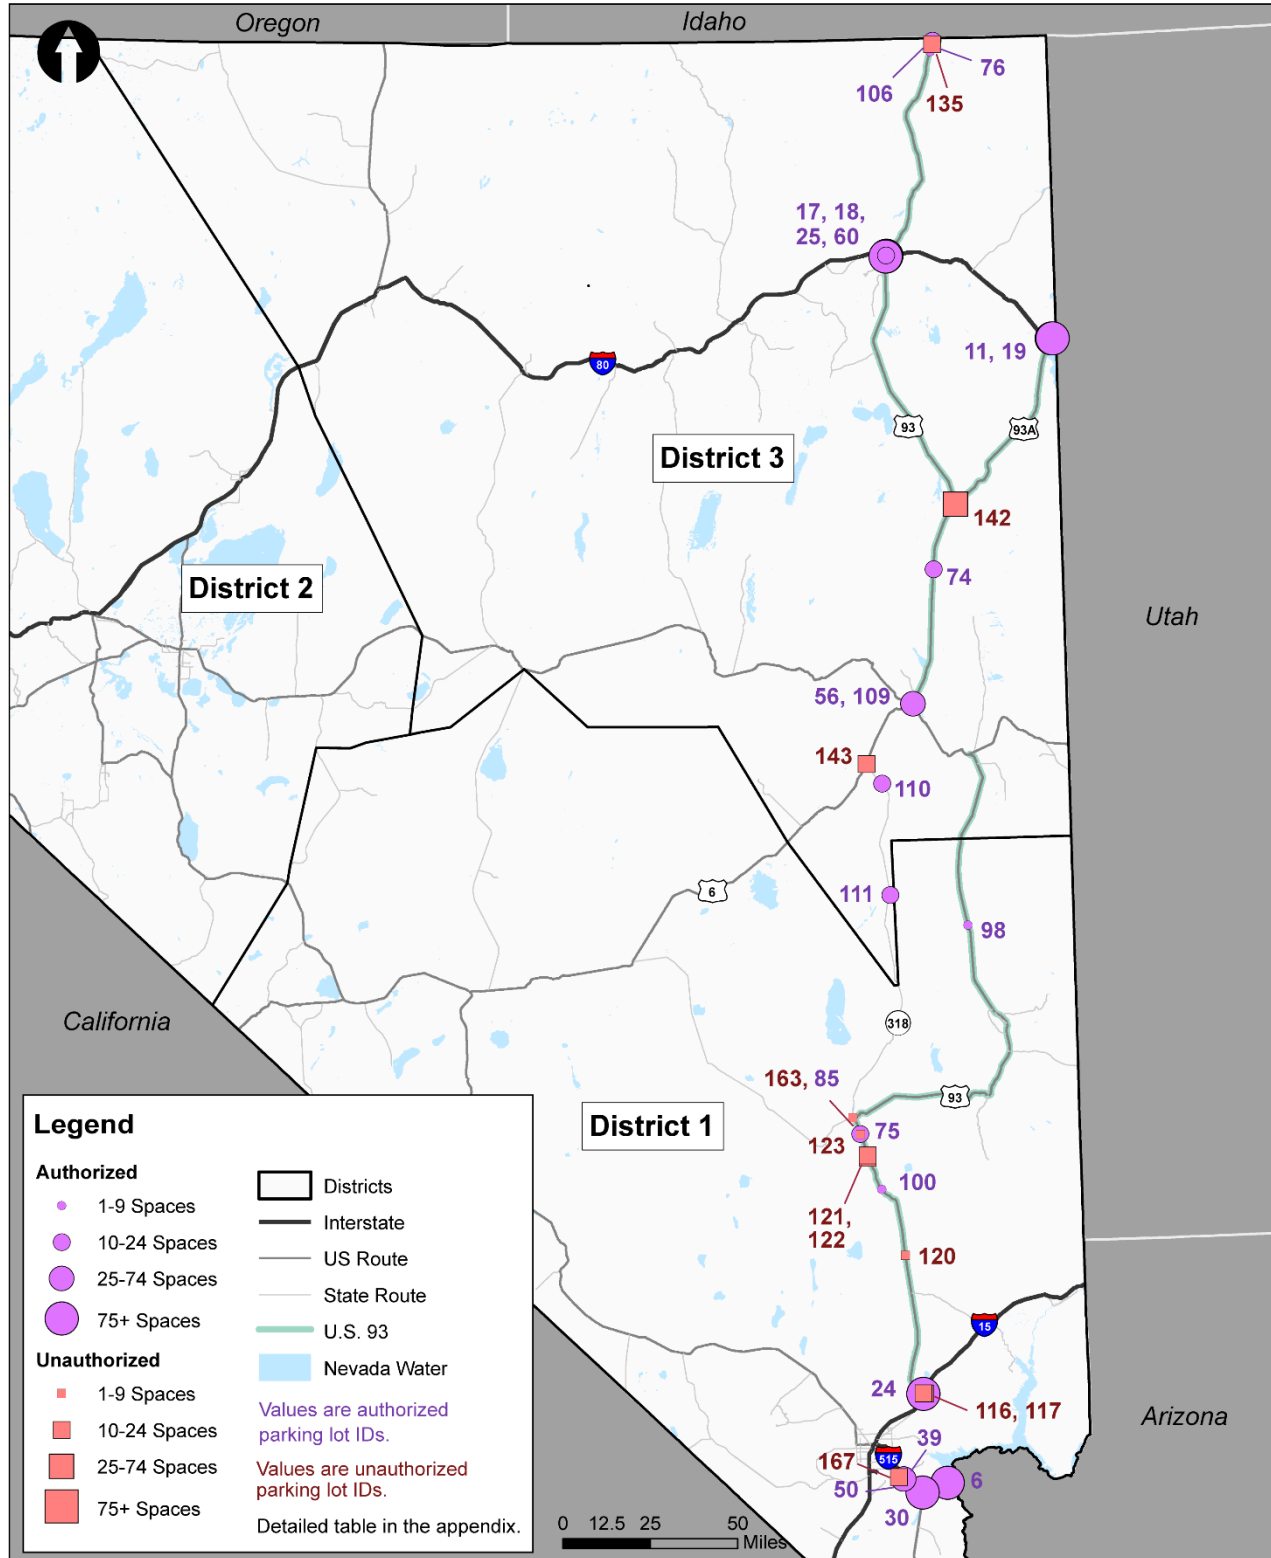 Oregon
Idaho
76
106
135
17, 18,
25, 60
11, 19
80
93
93A
District 3
142
District 2
74
Utah
56, 109
143
110
6
111
98
California
318
163, 85
93
District 1
75
123
100
121,
122
120
15
24
116, 117
Arizona
39
515
167
50
6
30
Legend
Authorized
1-9 Spaces
10-24 Spaces
25-74 Spaces
75+ Spaces
Unauthorized
1-9 Spaces
10-24 Spaces
25-74 Spaces
75+ Spaces
Districts
Interstate
US Route
State Route
U.S. 93
Nevada Water
Values are authorized
parking lot IDs.
Values are unauthorized
parking lot IDs.
Detailed table in the appendix.
0 12.5 25 50
Miles